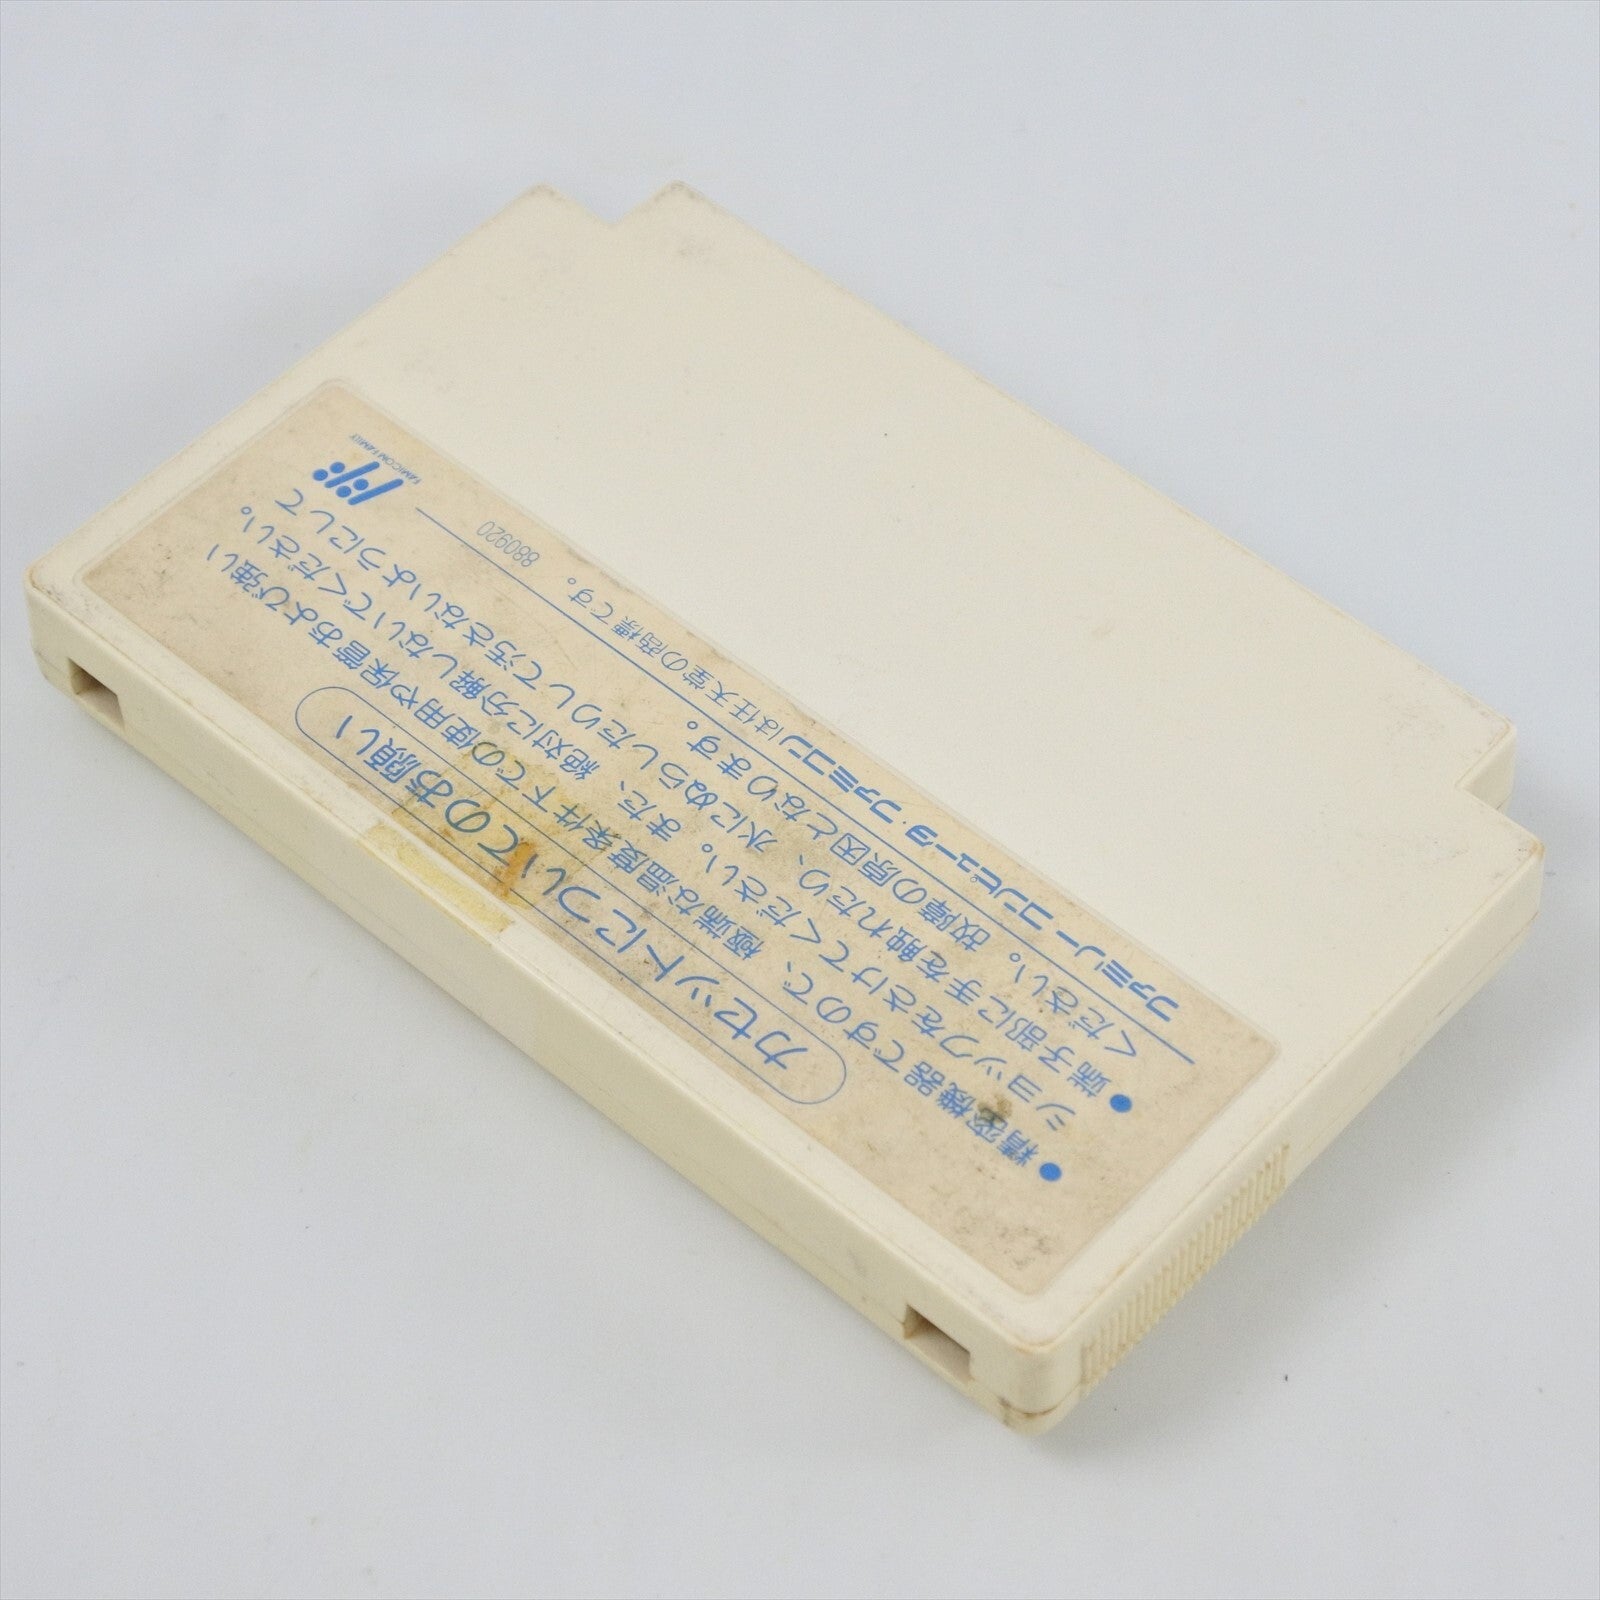 カセットについてのお願い
●精密機器ですので、極端な温度条件下での使用や保管および強い
ショックをさけてください。また、絶対に分解しないでください。
●端子部に手を触れたり、水にぬらしたりして汚さないようにして
ください。故障の原因となります。
ファミリーコンピュータ・ファミコンは任天堂の商標です。
880920
FAMICOM FAMILY